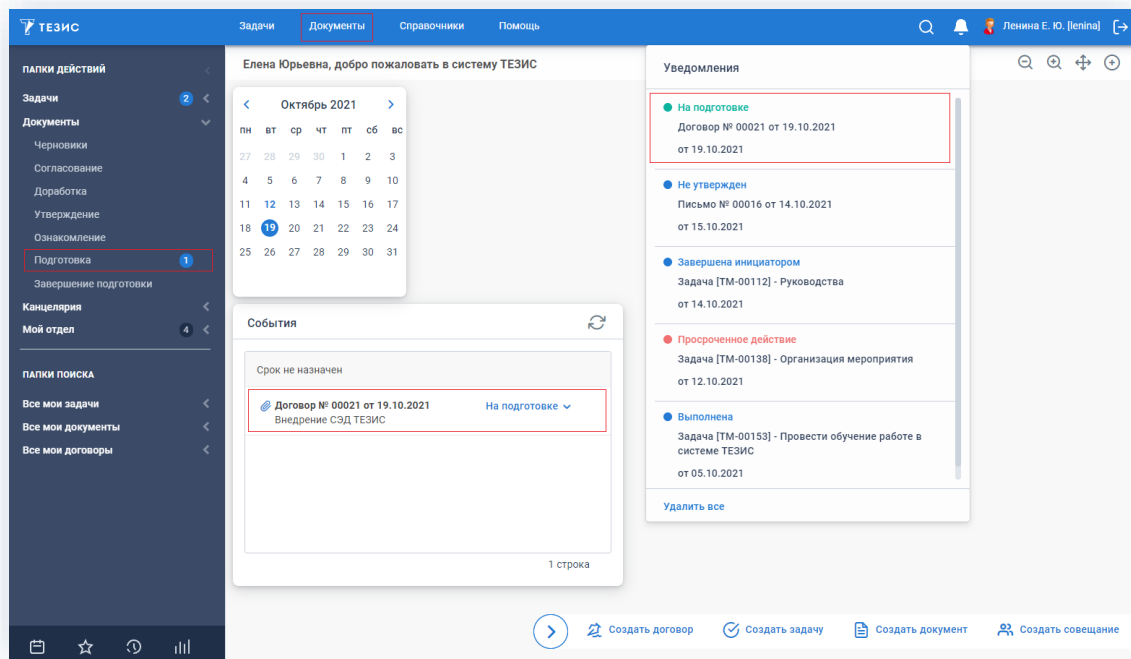 ТЕЗИС
Задачи Документы Справочники Помощь
Ленина Е. Ю. [lenina]
ПАПКИ ДЕЙСТВИЙ
Задачи 2
Документы
Черновики
Согласование
Доработка
Утверждение
Ознакомление
Подготовка 1
Завершение подготовки
Канцелярия
Мой отдел 4
ПАПКИ ПОИСКА
Все мои задачи
Все мои документы
Все мои договоры
Елена Юрьевна, добро пожаловать в систему ТЕЗИС
Октябрь 2021
пн вт ср чт пт сб вс
27 28 29 30 1 2 3
4 5 6 7 8 9 10
11 12 13 14 15 16 17
18 19 20 21 22 23 24
25 26 27 28 29 30 31
События
Срок не назначен
Договор № 00021 от 19.10.2021 На подготовке
Внедрение СЭД ТЕЗИС
1 строка
Уведомления
На подготовке
Договор № 00021 от 19.10.2021
от 19.10.2021
Не утвержден
Письмо № 00016 от 14.10.2021
от 15.10.2021
Завершена инициатором
Задача [ТМ-00112] - Руководства
от 14.10.2021
Просроченное действие
Задача [ТМ-00138] - Организация мероприятия
от 12.10.2021
Выполнена
Задача [ТМ-00153] - Провести обучение работе в
системе ТЕЗИС
от 05.10.2021
Удалить все
Создать договор Создать задачу Создать документ Создать совещание